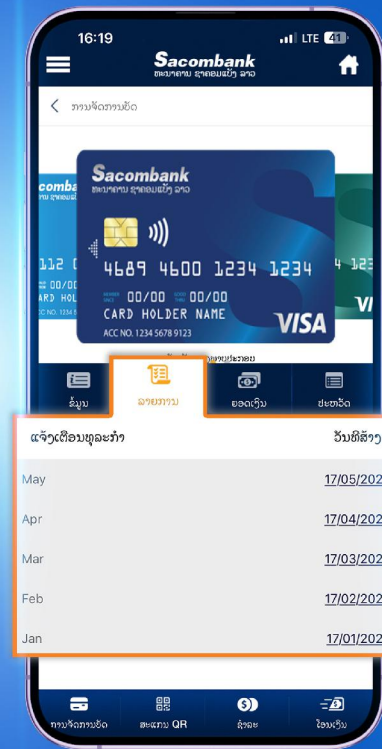 16:19
LTE 41
Sacombank
ທະນາຄານ ຊາຄອມແບັງ ລາວ
ການຈັດການບັດ
Sacombank
ທະນາຄານ ຊາຄອມແບັງ ລາວ
4689 4600 1234 1234
00/00 00/00
CARD HOLDER NAME
ACC NO. 1234 5678 9123
VISA
ຂໍ້ມູນ
ລາຍການ
ຍອດເງິນ
ປະຫວັດ
ແຈ້ງເຕືອນທຸລະກຳ ວັນທີສ້າງ
May 17/05/202
Apr 17/04/202
Mar 17/03/202
Feb 17/02/202
Jan 17/01/202
ການຈັດການບັດ
ສະແກນ QR
ຊຳລະ
ໂອນເງິນ